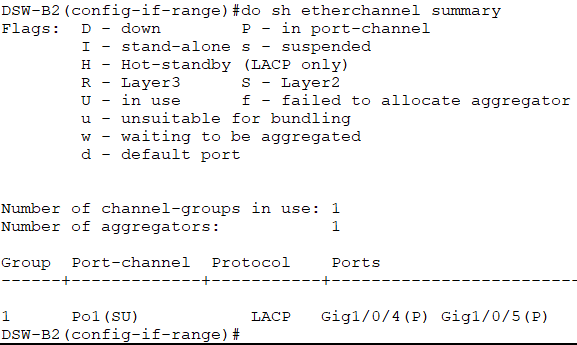 DSW-B2(config-if-range)#do sh etherchannel summary
Flags:  D - down        P - in port-channel
        I - stand-alone s - suspended
        H - Hot-standby (LACP only)
        R - Layer3      S - Layer2
        U - in use      f - failed to allocate aggregator
        u - unsuitable for bundling
        w - waiting to be aggregated
        d - default port
Number of channel-groups in use: 1
Number of aggregators:           1
Group  Port-channel  Protocol    Ports
------+-------------+-----------+----------------------------
1      Po1(SU)           LACP   Gig1/0/4(P) Gig1/0/5(P)
DSW-B2(config-if-range)#